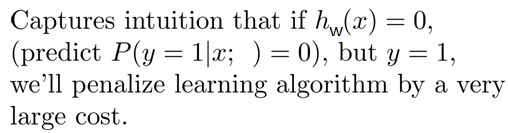 Captures intuition that if h_w(x) = 0,
(predict P(y = 1|x; ) = 0), but y = 1,
we'll penalize learning algorithm by a very
large cost.